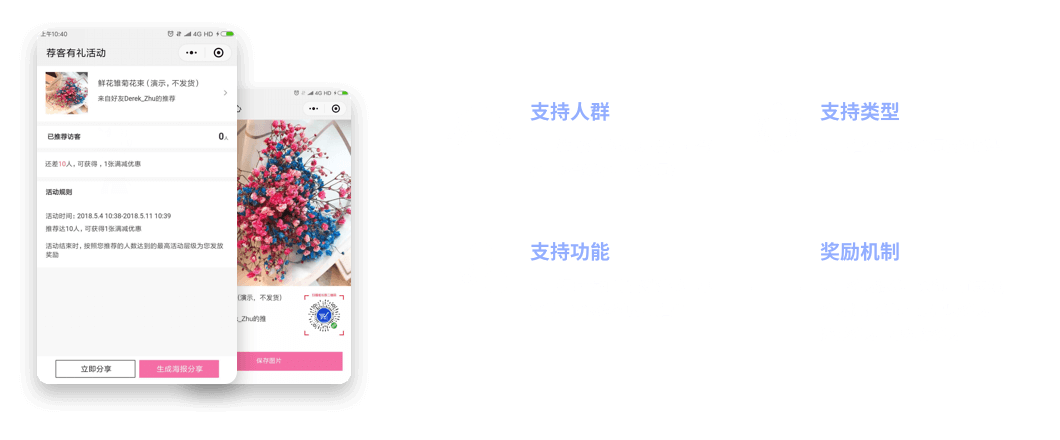 上午10:40
4G HD
荐客有礼活动
鲜花雏菊花束（演示，不发货）
来自好友Derek_Zhu的推荐
已推荐访客
0人
还差10人，可获得，1张满减优惠
活动规则
活动时间：2018.5.4 10:38-2018.5.11 10:39
推荐达10人，可获得1张满减优惠
活动结束时，按照您推荐的人数达到的最高活动层级为您发放
奖励
立即分享
生成海报分享
4G HD
（演示，不发货）
_Zhu的推
保存图片
支持人群
支持类型
支持功能
奖励机制